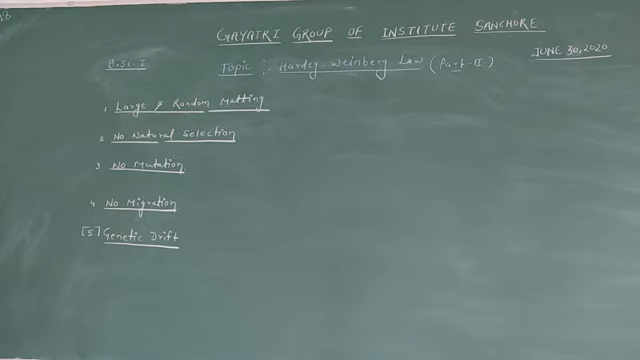 GAYATRI GROUP OF INSTITUTE SANCHORE
JUNE 30, 2020
B.Sc. I
Topic :- Hardey-Weinberg Law (Part-II)
1. Large & Random Matting
2 No Natural Selection
3 No Mutation
4 No Migration
[5] Genetic Drift